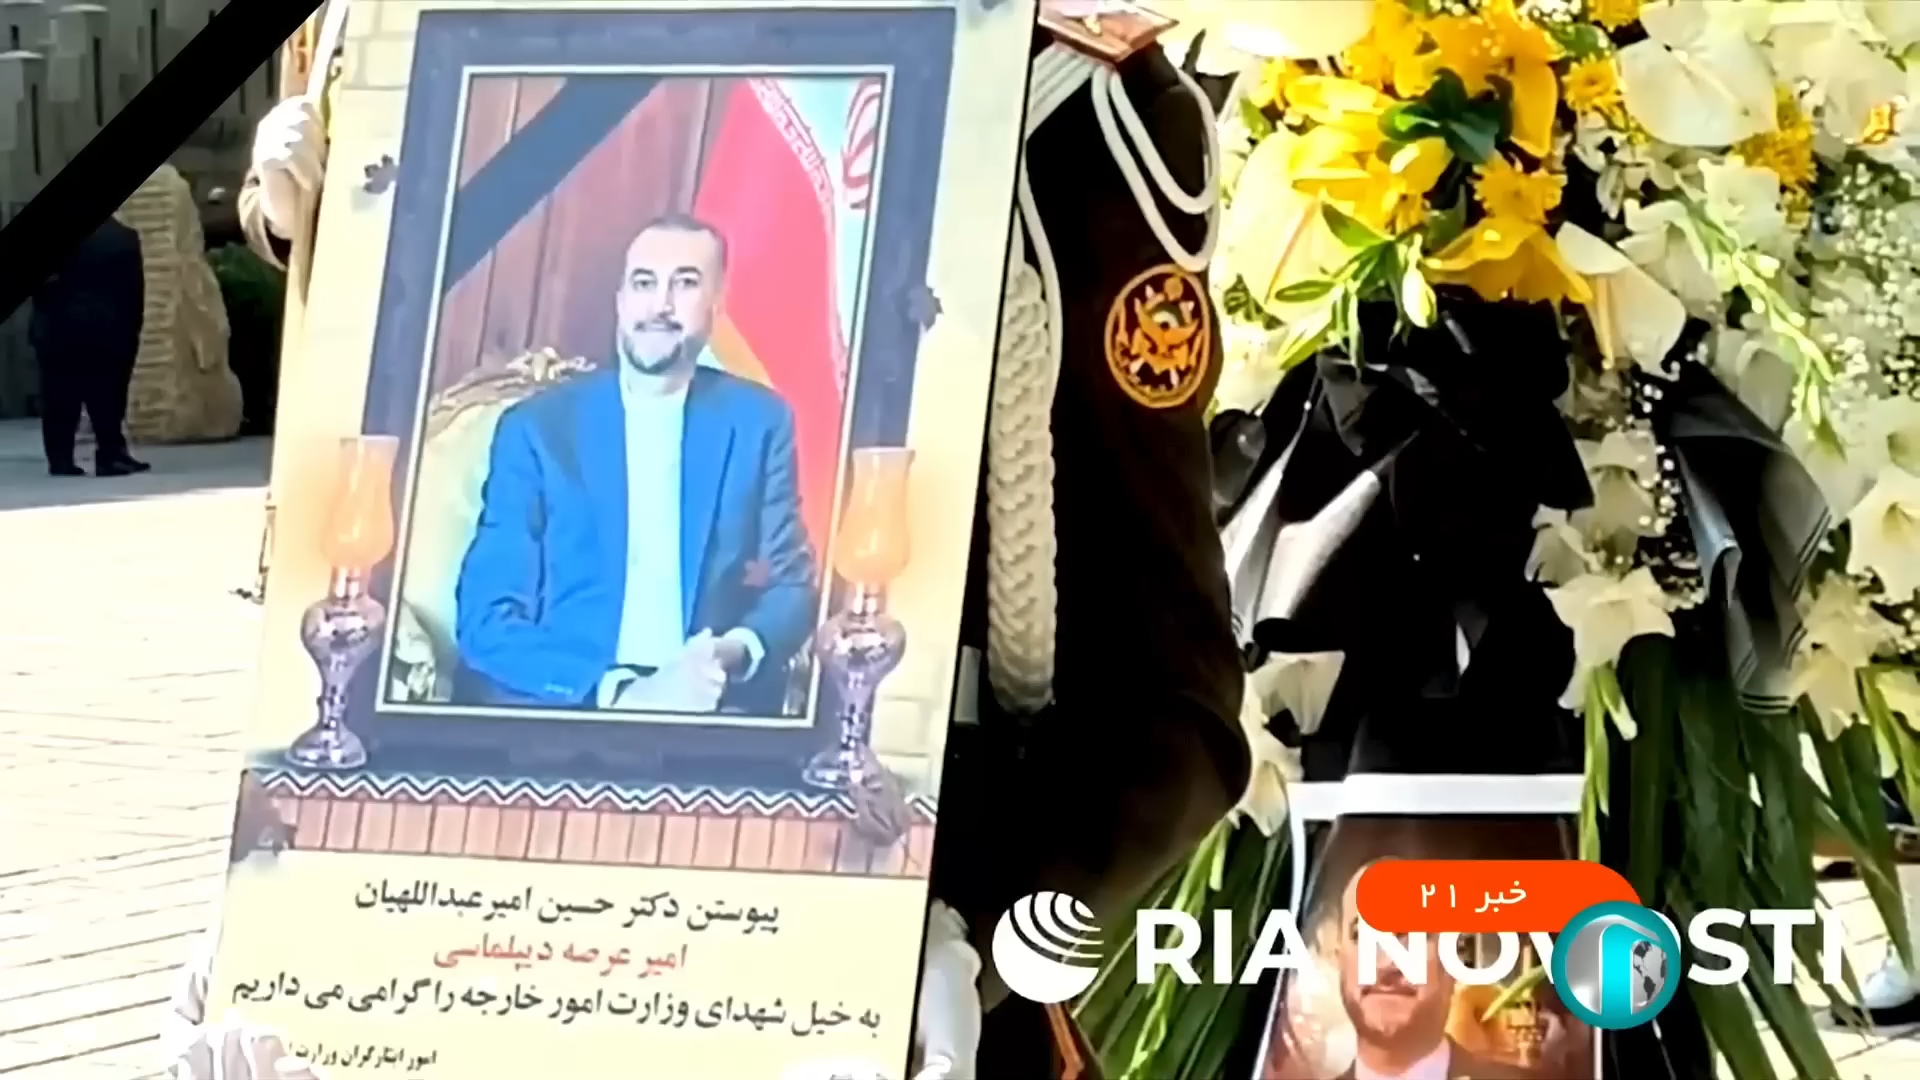 پیوستن دکتر حسین امیرعبداللهیان
امیر عرصه دیپلماسی
به خیل شهدای وزارت امور خارجه را گرامی می داریم
امور ایثارگران وزارت
خبر ۲۱
RIA NOVOSTI